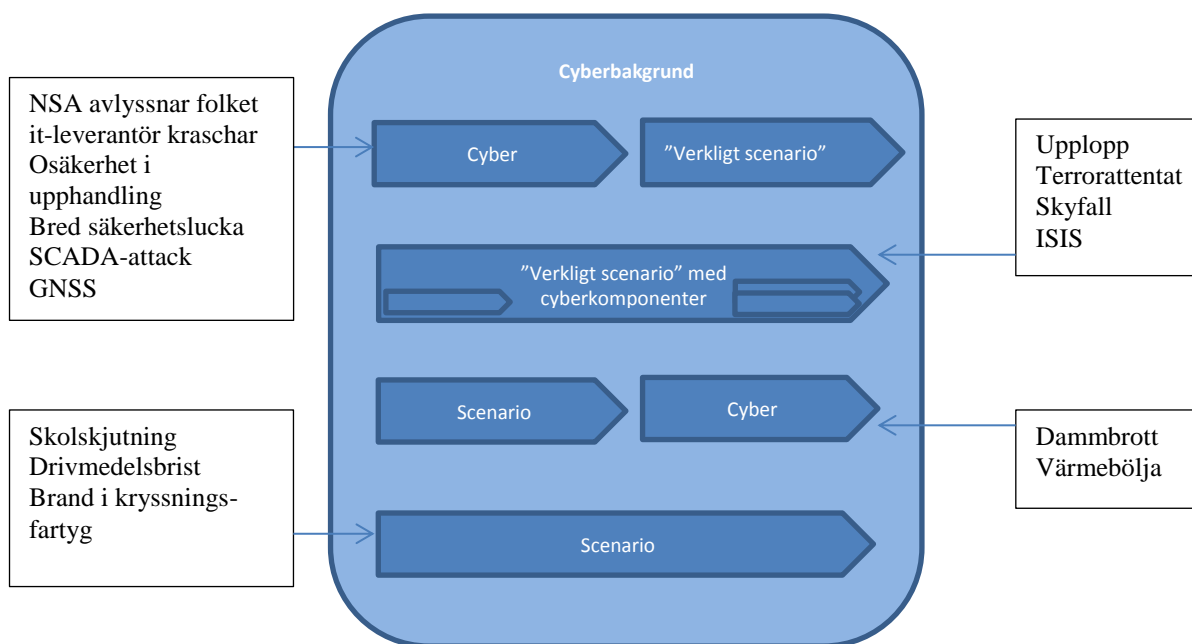 Cyberbakgrund
NSA avlyssnar folket
it-leverantör kraschar
Osäkerhet i
upphandling
Bred säkerhetslucka
SCADA-attack
GNSS
Cyber
”Verkligt scenario”
Upplopp
Terrorattentat
Skyfall
ISIS
”Verkligt scenario” med
cyberkomponenter
Scenario
Cyber
Dammbrott
Värmebölja
Skolskjutning
Drivmedelsbrist
Brand i kryssnings-
fartyg
Scenario